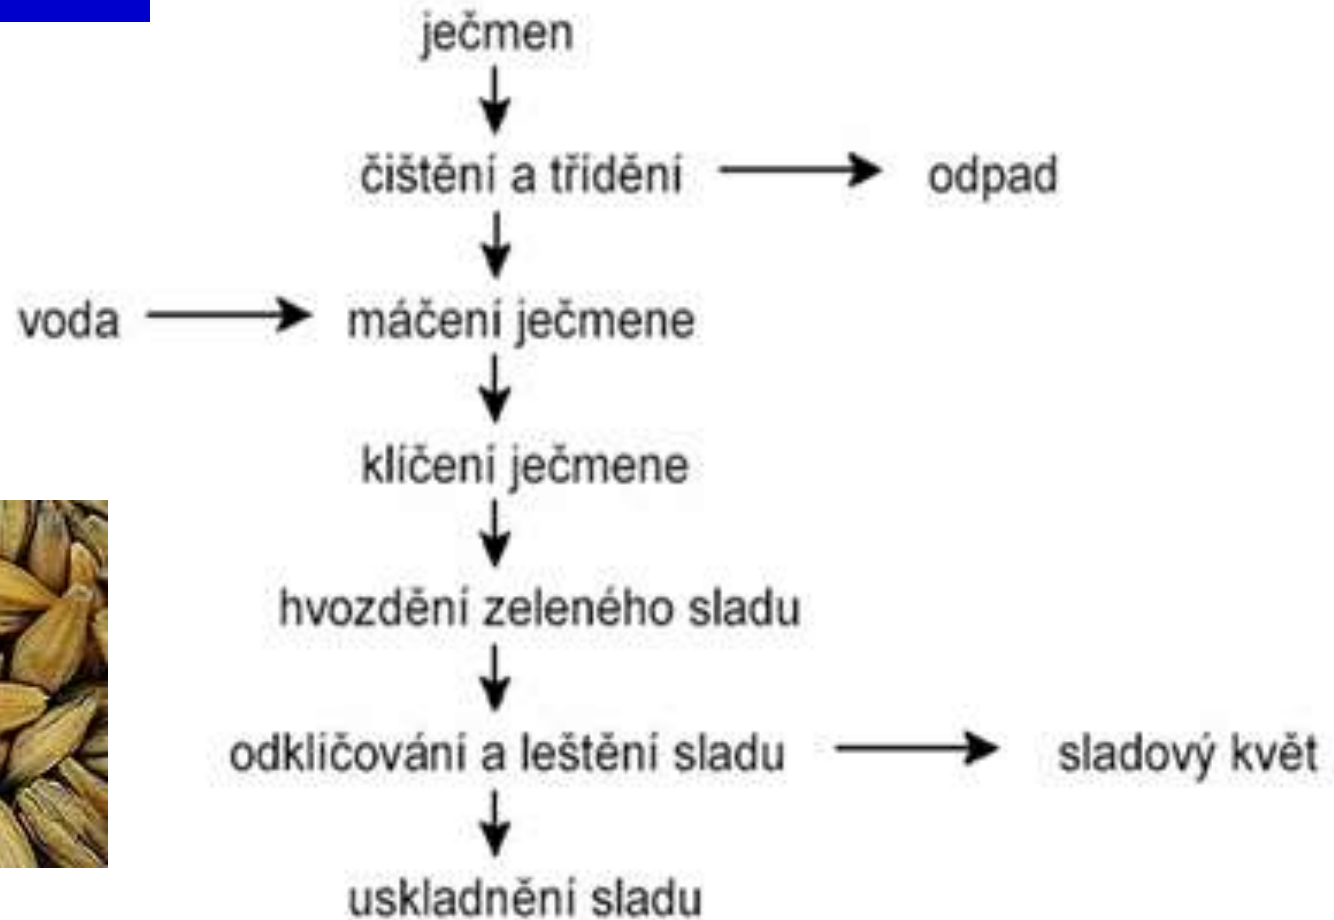 ječmen
čištění a třídění
odpad
voda
máčení ječmene
klíčení ječmene
hvozdění zeleného sladu
odklíčování a leštění sladu
sladový květ
uskladnění sladu